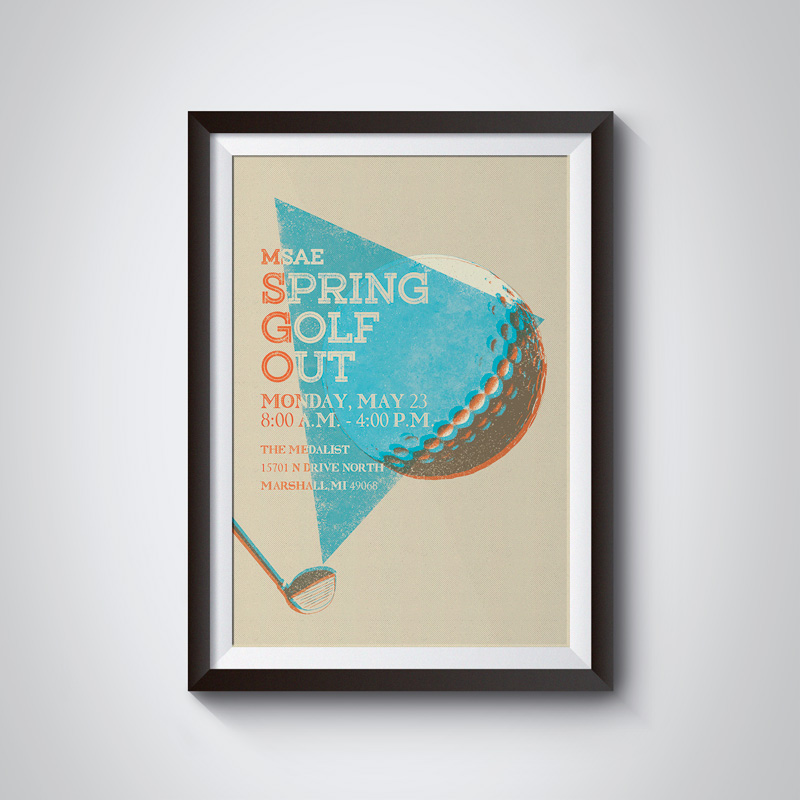 MSAE
SPRING
GOLF
OUT
MONDAY, MAY 23
8:00 A.M. - 4:00 P.M.
THE MEDALIST
15701 N DRIVE NORTH
MARSHALL, MI 49068